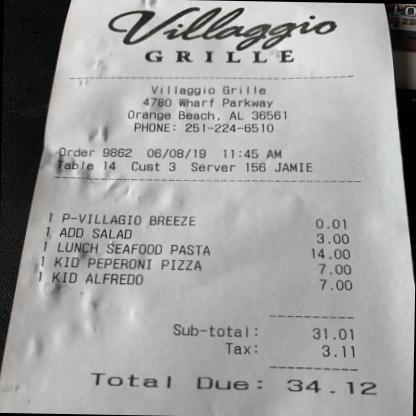 Villaggio
GRILLE
Villaggio Grille
4780 Wharf Parkway
Orange Beach, AL 36561
PHONE: 251-224-6510
Order 9862 06/08/19 11:45 AM
Table 14 Cust 3 Server 156 JAMIE
1 P-VILLAGIO BREEZE 0.01
1 ADD SALAD 3.00
1 LUNCH SEAFOOD PASTA 14.00
1 KID PEPERONI PIZZA 7.00
1 KID ALFREDO 7.00
Sub-total: 31.01
Tax: 3.11
Total Due: 34.12